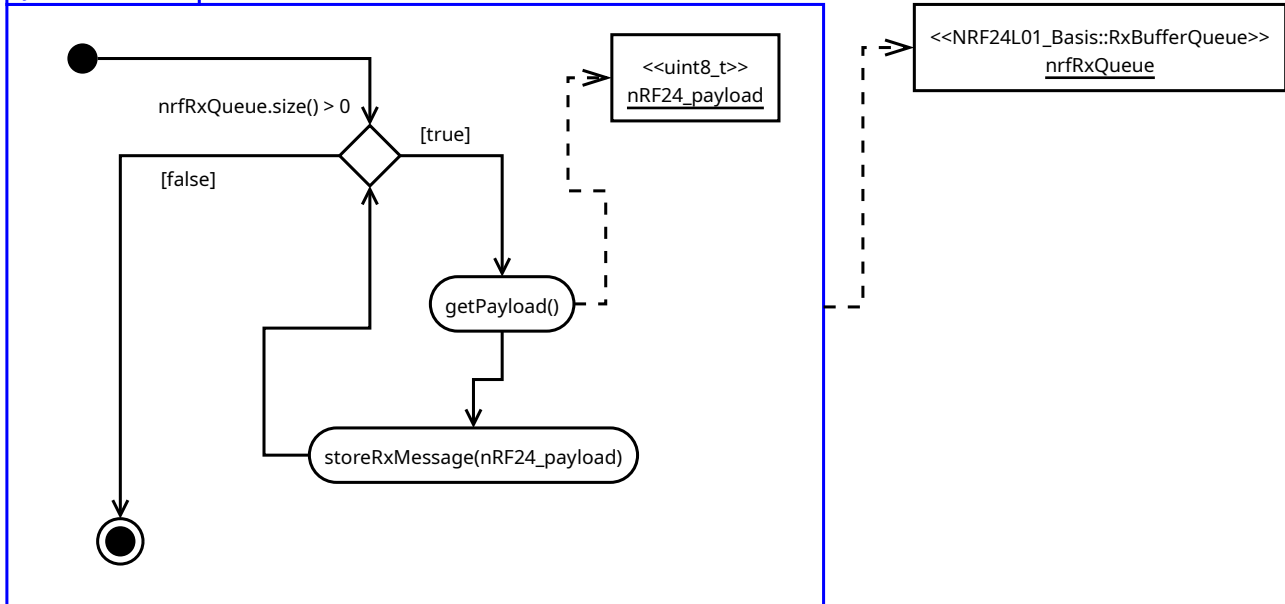 <<NRF24L01_Basis::RxBufferQueue>>
nrfRxQueue
<<uint8_t>>
nRF24_payload
nrfRxQueue.size() > 0
[true]
[false]
getPayload()
storeRxMessage(nRF24_payload)